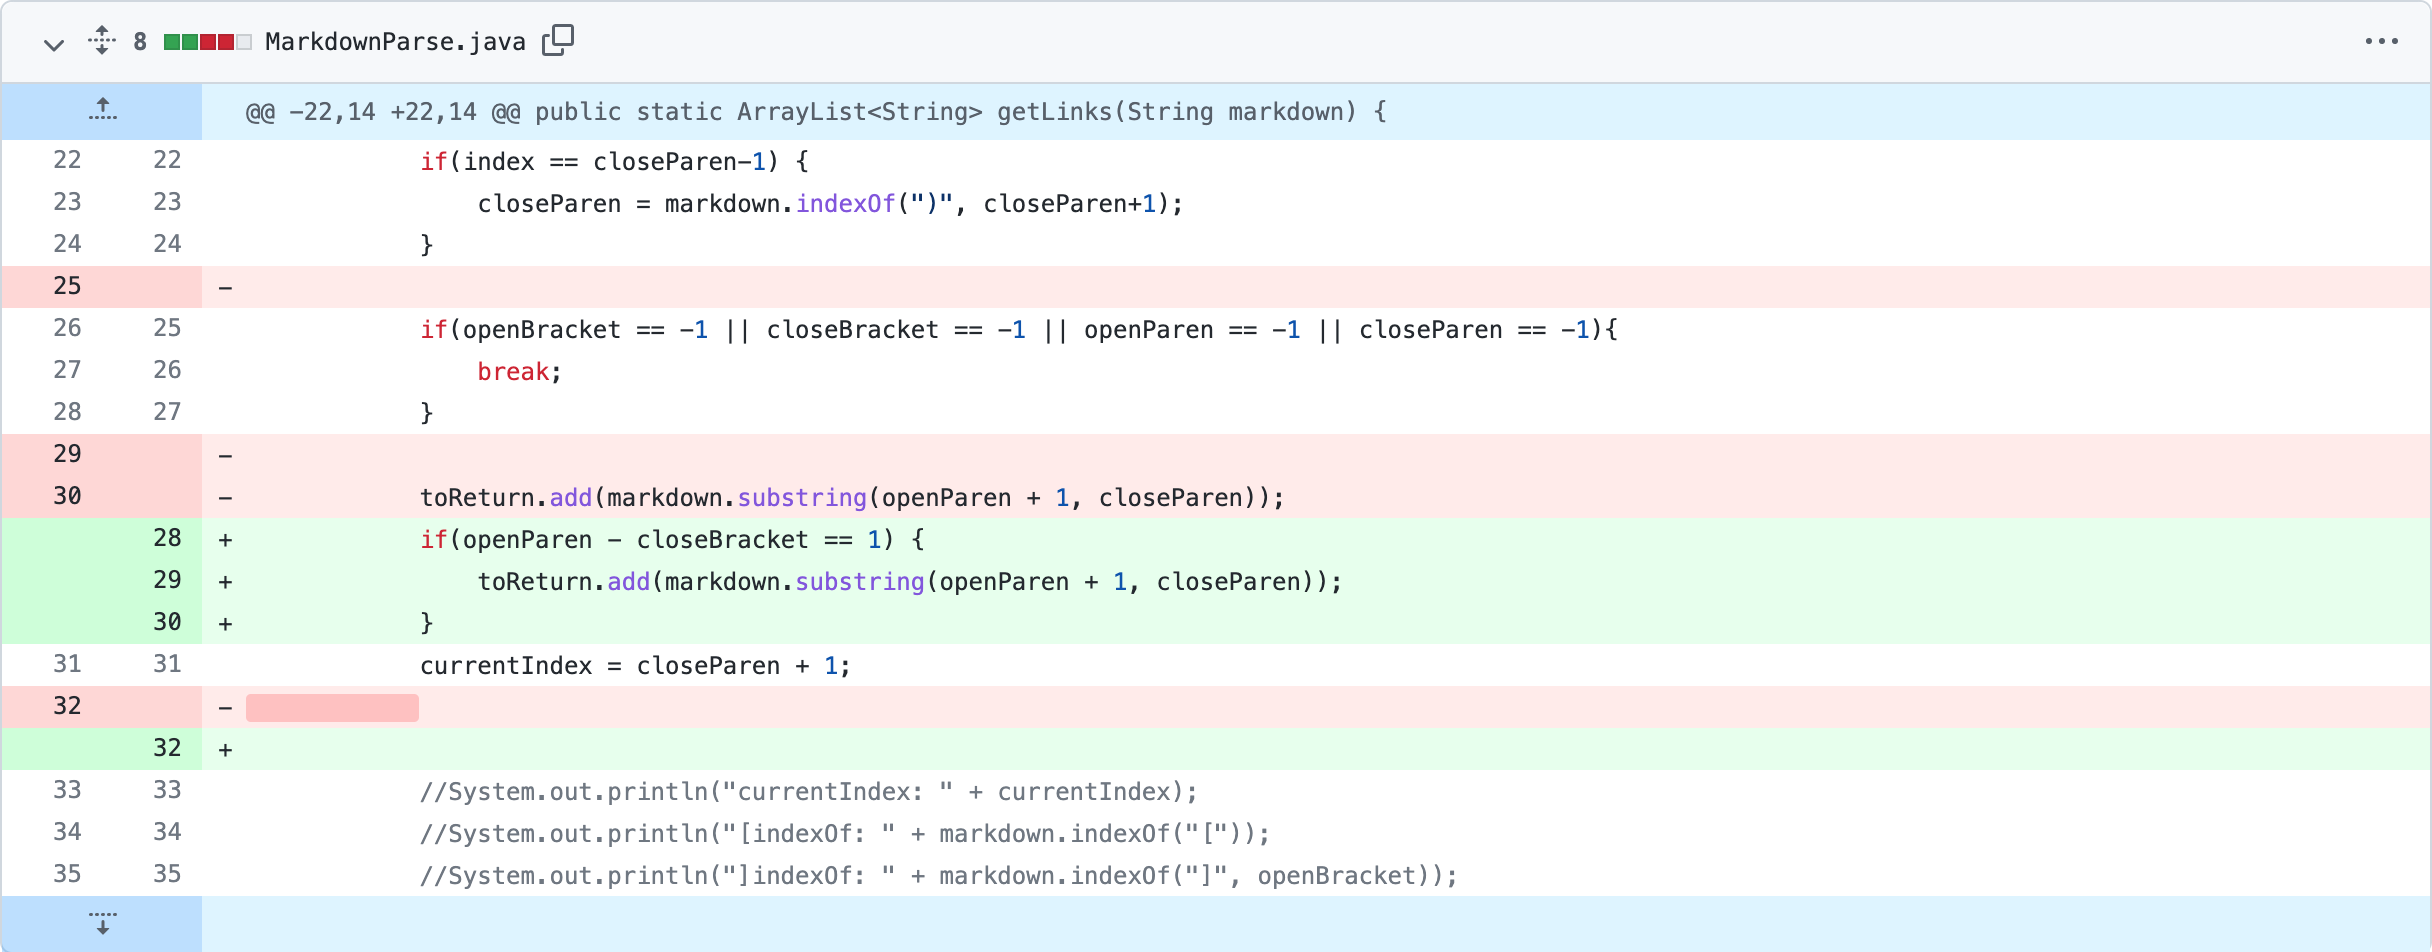 8 MarkdownParse.java
@@ -22,14 +22,14 @@ public static ArrayList<String> getLinks(String markdown) {
22 22 if(index == closeParen-1) {
23 23 closeParen = markdown.indexOf(")", closeParen+1);
24 24 }
25 -
26 25 if(openBracket == -1 || closeBracket == -1 || openParen == -1 || closeParen == -1){
27 26 break;
28 27 }
29 -
30 - toReturn.add(markdown.substring(openParen + 1, closeParen));
28 + if(openParen - closeBracket == 1) {
29 + toReturn.add(markdown.substring(openParen + 1, closeParen));
30 + }
31 31 currentIndex = closeParen + 1;
32 -
32 +
33 33 //System.out.println("currentIndex: " + currentIndex);
34 34 //System.out.println("[indexOf: " + markdown.indexOf("["));
35 35 //System.out.println("]indexOf: " + markdown.indexOf("]", openBracket));